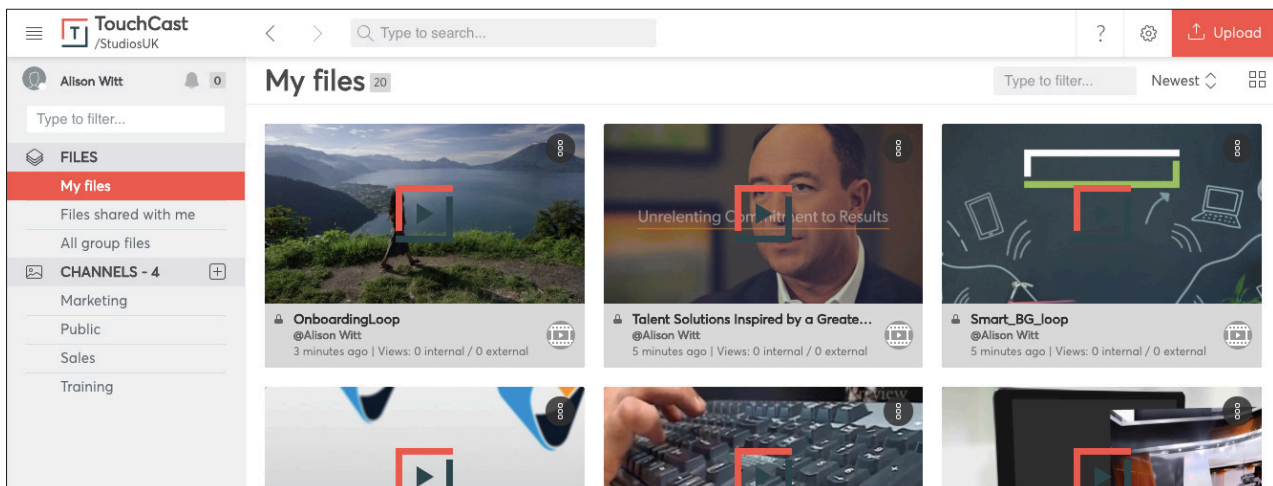 TouchCast
/StudiosUK
Type to search...
?
Upload
Alison Witt
0
Type to filter...
FILES
My files
Files shared with me
All group files
CHANNELS - 4
Marketing
Public
Sales
Training
My files 20
Type to filter...
Newest
Unrelenting Commitment to Results
OnboardingLoop
@Alison Witt
3 minutes ago | Views: 0 internal / 0 external
Talent Solutions Inspired by a Greate...
@Alison Witt
5 minutes ago | Views: 0 internal / 0 external
Smart_BG_loop
@Alison Witt
5 minutes ago | Views: 0 internal / 0 external